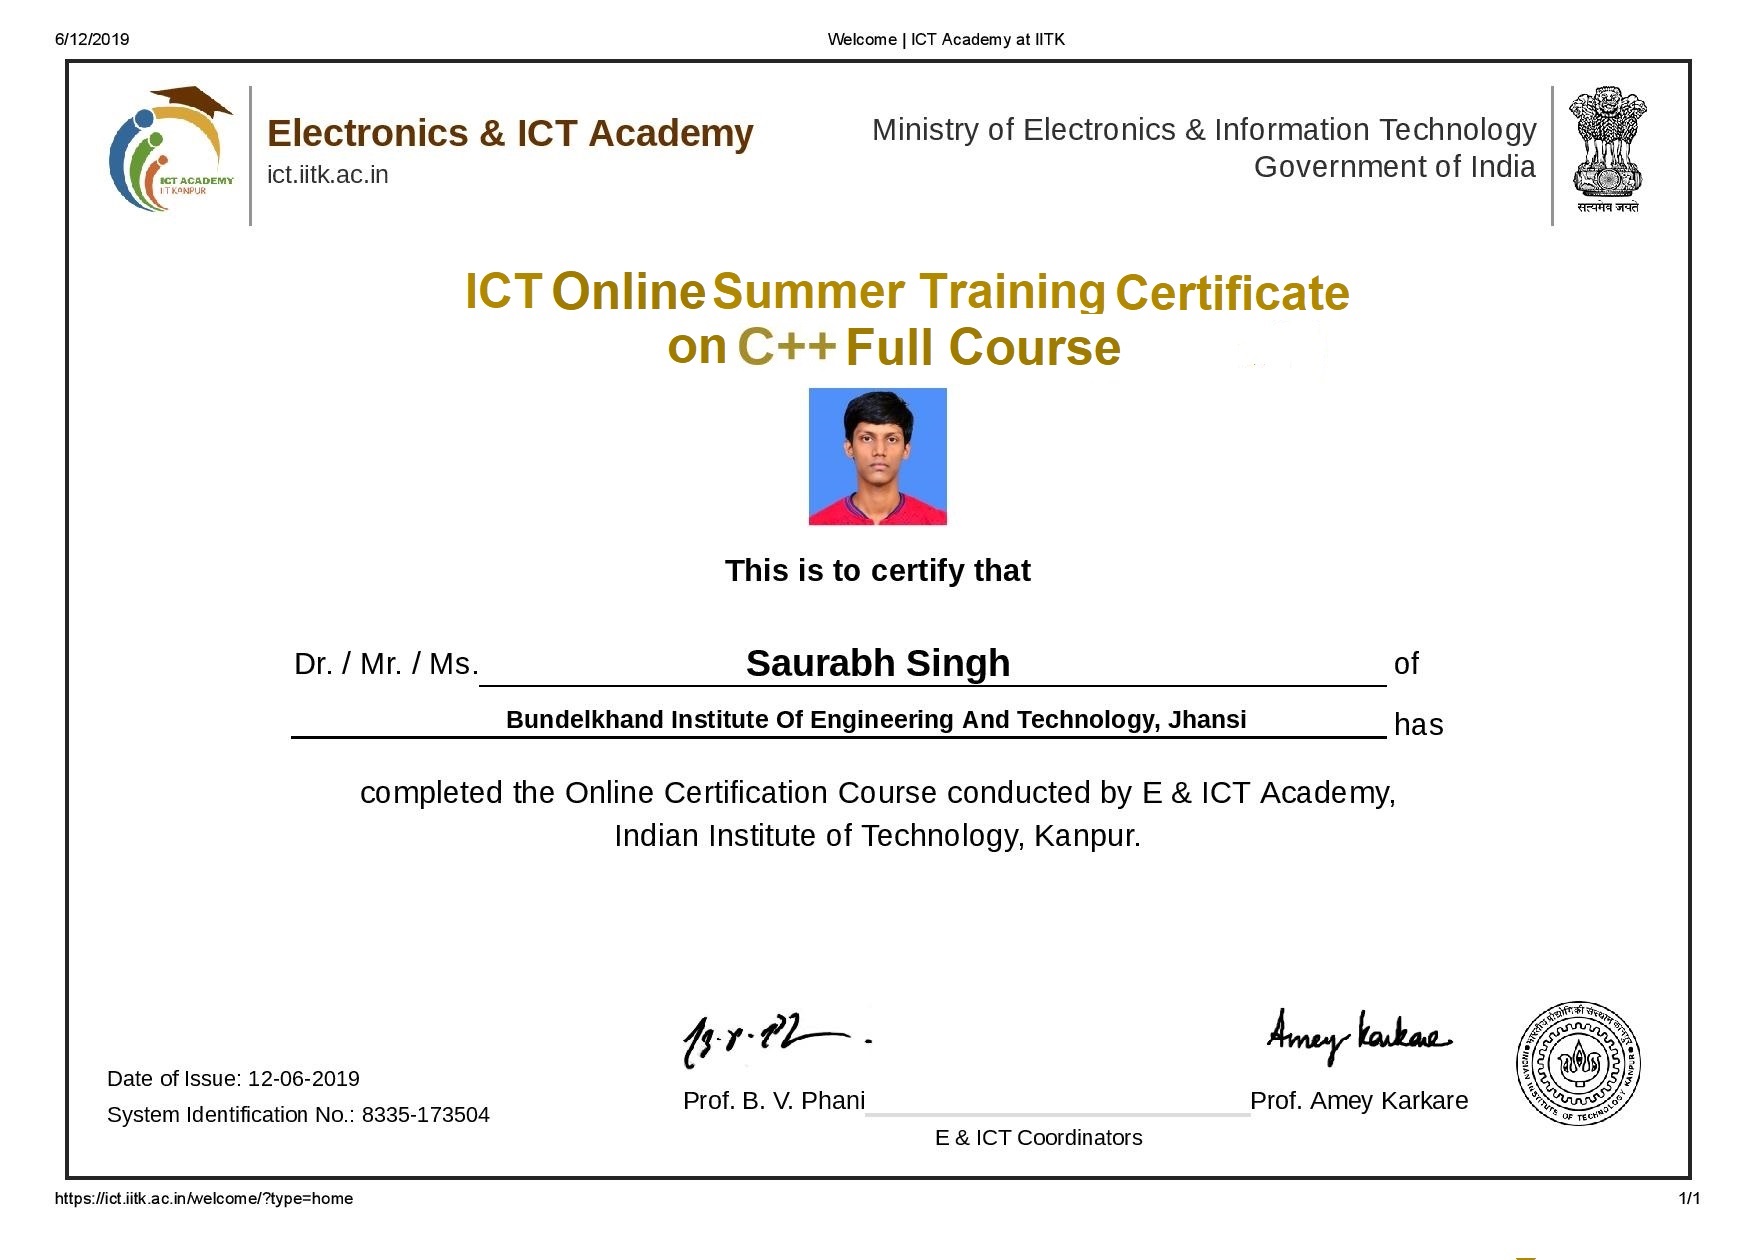 6/12/2019
Welcome | ICT Academy at IITK
ICT ACADEMY
IIT KANPUR
Electronics & ICT Academy
ict.iitk.ac.in
Ministry of Electronics & Information Technology
Government of India
सत्यमेव जयते
ICT Online Summer Training Certificate
on C++ Full Course
This is to certify that
Dr. / Mr. / Ms. Saurabh Singh of
Bundelkhand Institute Of Engineering And Technology, Jhansi has
completed the Online Certification Course conducted by E & ICT Academy,
Indian Institute of Technology, Kanpur.
Amey Karkare
Date of Issue: 12-06-2019
System Identification No.: 8335-173504
Prof. B. V. Phani
Prof. Amey Karkare
E & ICT Coordinators
भारतीय प्रौद्योगिकी संस्थान कानपुर
INDIAN INSTITUTE OF TECHNOLOGY KANPUR
https://ict.iitk.ac.in/welcome/?type=home
1/1